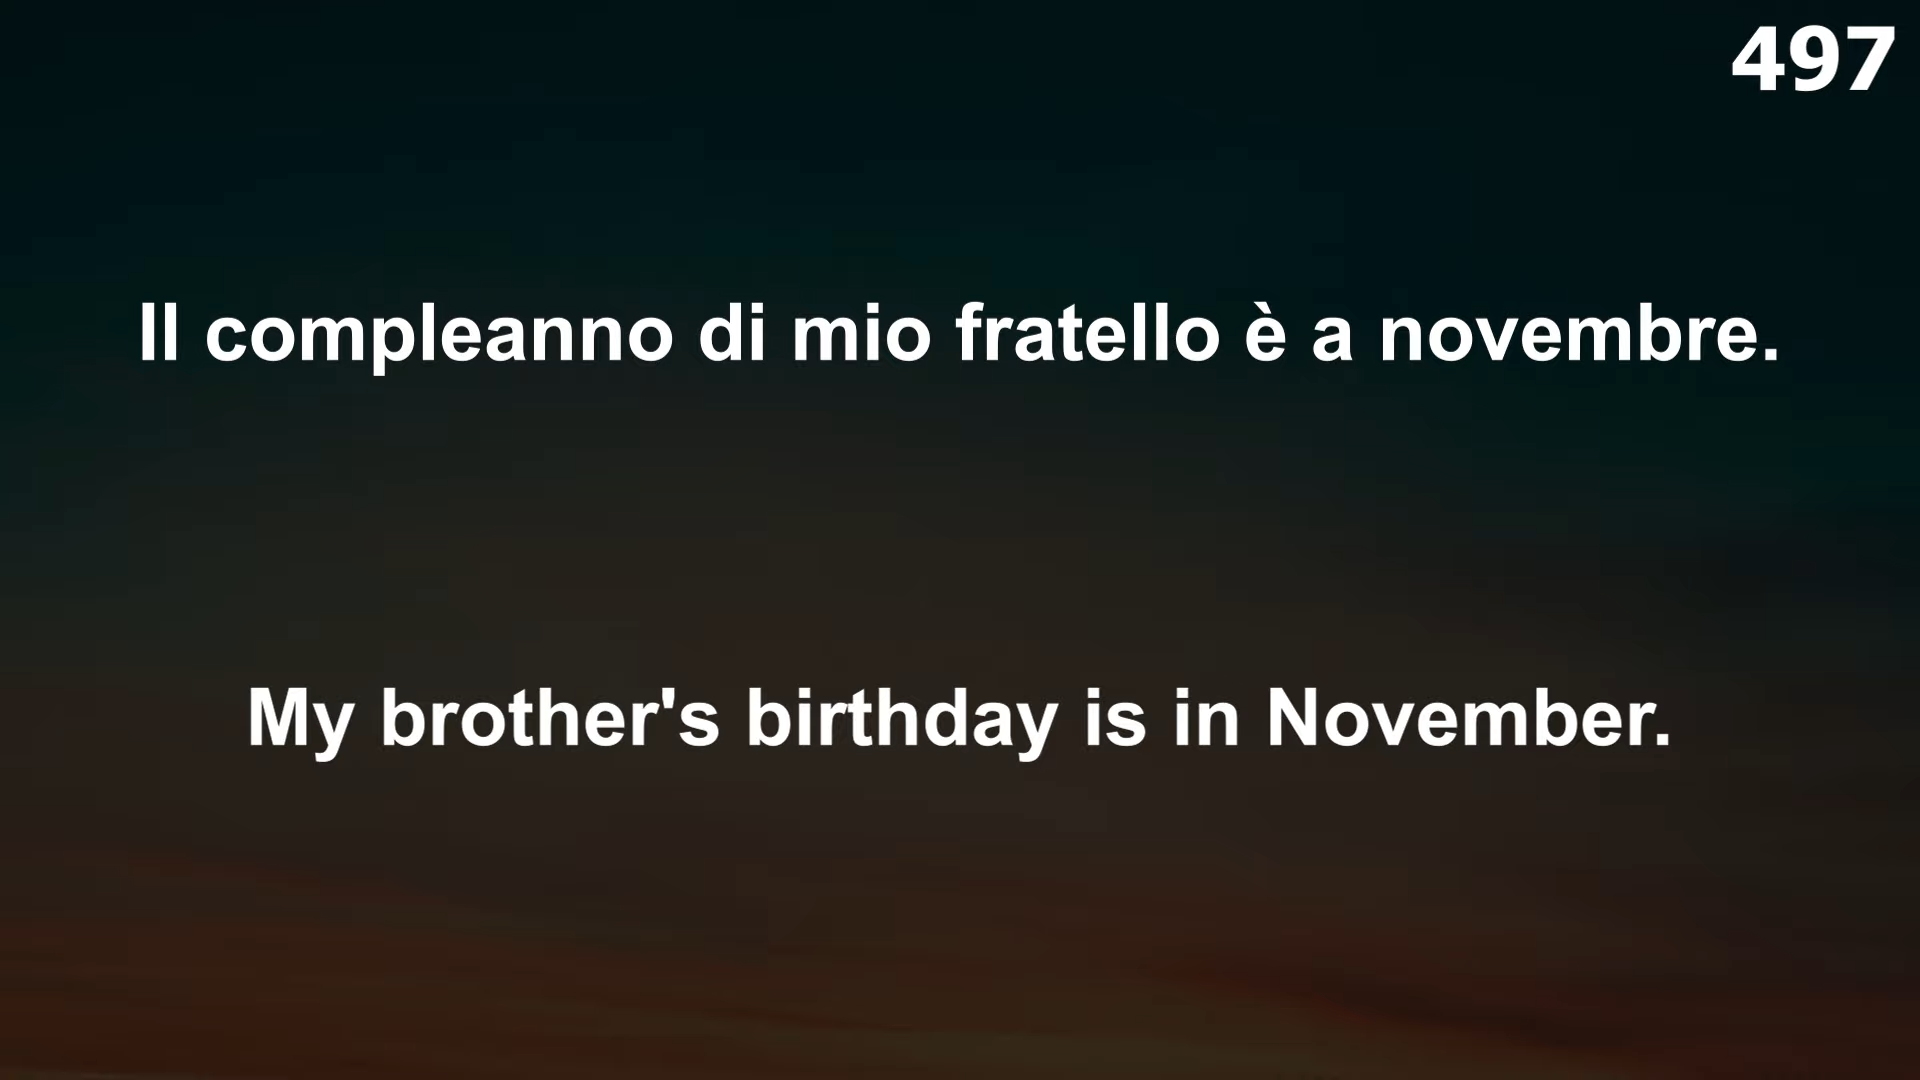 497
Il compleanno di mio fratello è a novembre.
My brother's birthday is in November.